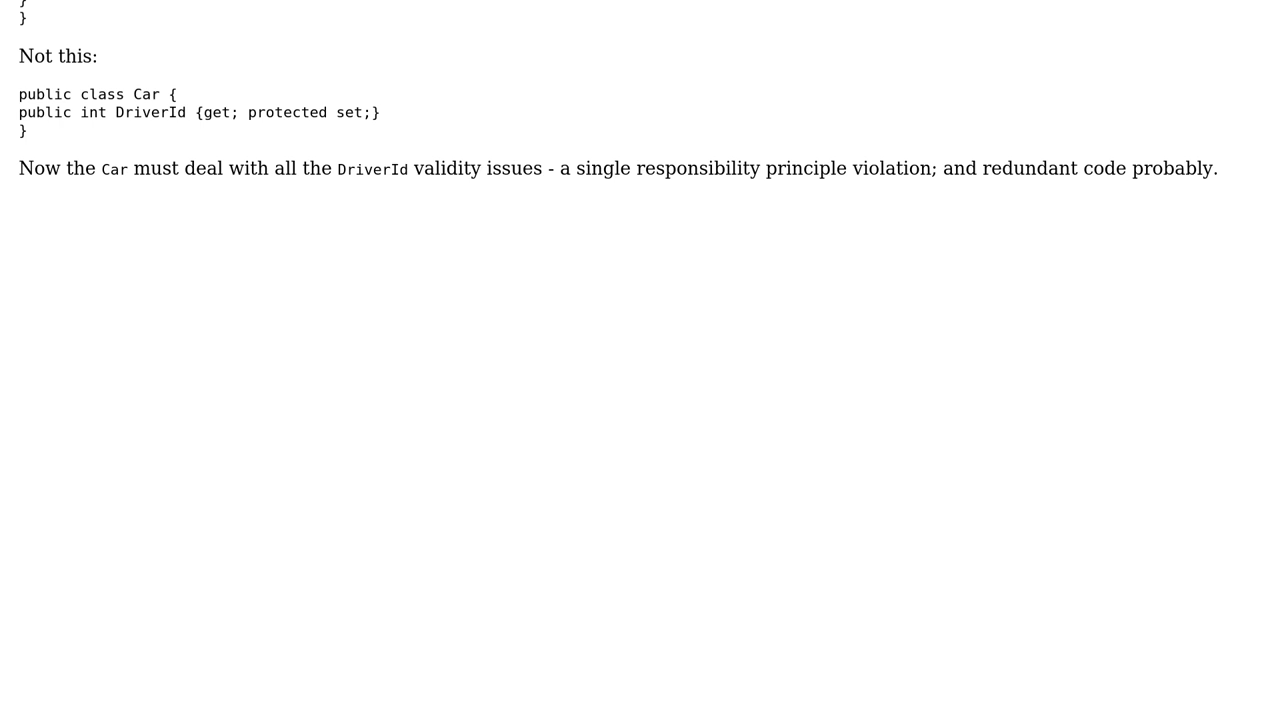 }
}
Not this:
public class Car {
public int DriverId {get; protected set;}
}
Now the Car must deal with all the DriverId validity issues - a single responsibility principle violation; and redundant code probably.